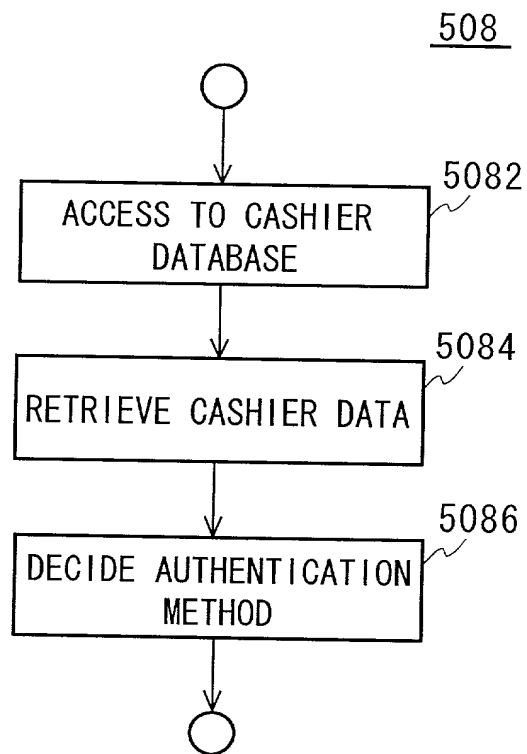 508
5082
ACCESS TO CASHIER
DATABASE
5084
RETRIEVE CASHIER DATA
5086
DECIDE AUTHENTICATION
METHOD